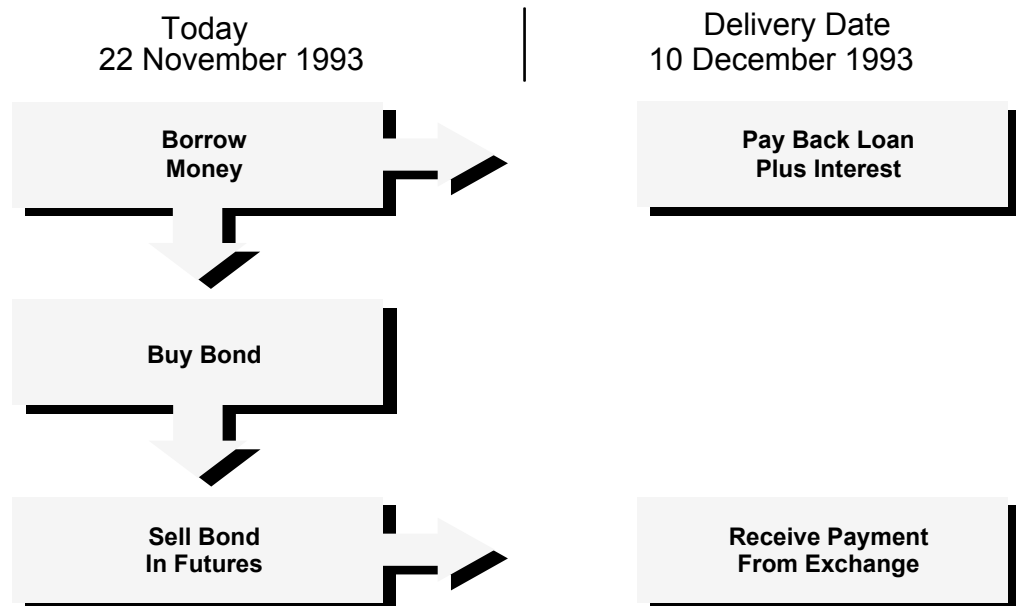 Today
22 November 1993
Delivery Date
10 December 1993
Borrow
Money
Pay Back Loan
Plus Interest
Buy Bond
Sell Bond
In Futures
Receive Payment
From Exchange